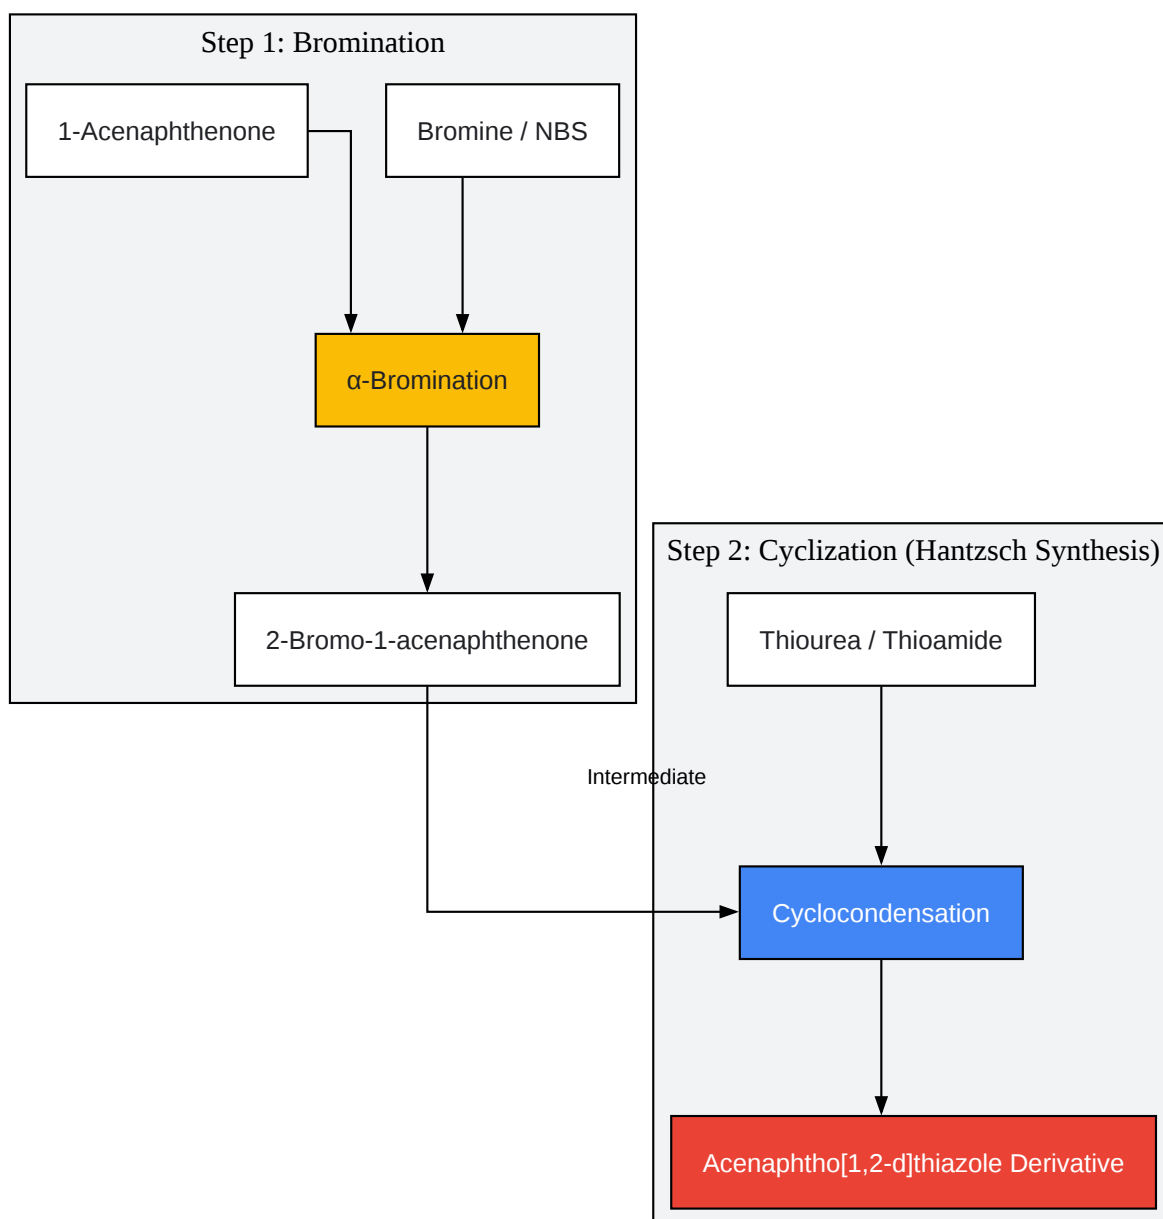 Step 1: Bromination
1-Acenaphthenone
Bromine / NBS
α-Bromination
2-Bromo-1-acenaphthenone
Intermediate
Step 2: Cyclization (Hantzsch Synthesis)
Thiourea / Thioamide
Cyclocondensation
Acenaphtho[1,2-d]thiazole Derivative